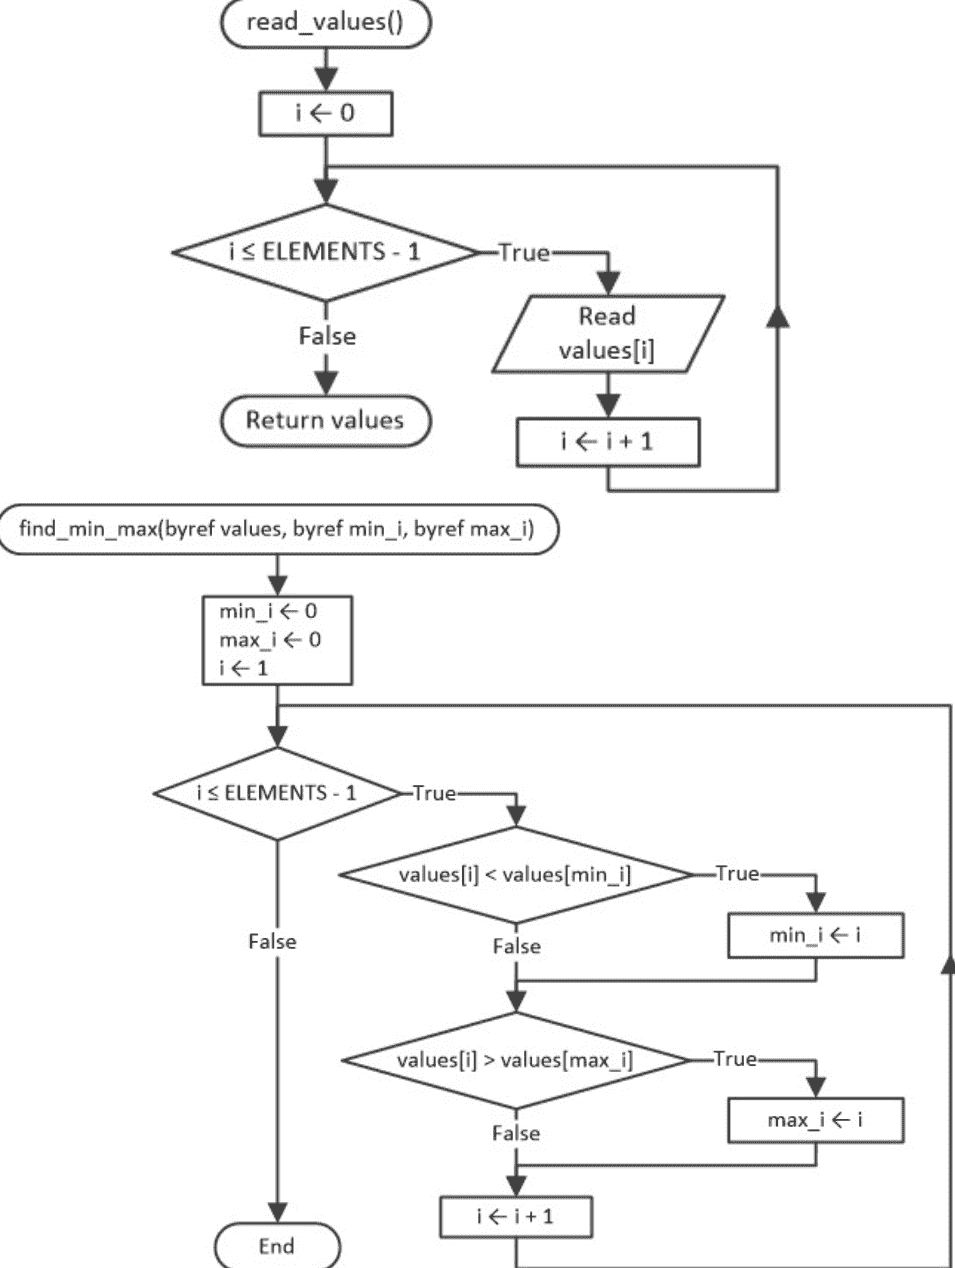 read_values()
i ← 0
i ≤ ELEMENTS - 1
True
Read
values[i]
False
Return values
i ← i + 1
find_min_max(byref values, byref min_i, byref max_i)
min_i ← 0
max_i ← 0
i ← 1
i ≤ ELEMENTS - 1
True
values[i] < values[min_i]
True
min_i ← i
False
False
values[i] > values[max_i]
True
max_i ← i
False
i ← i + 1
End